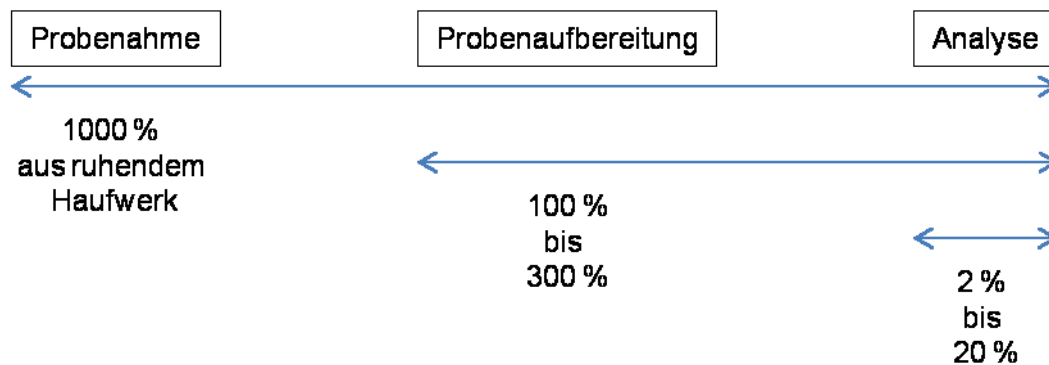 Probenahme
Probenaufbereitung
Analyse
1000 %
aus ruhendem
Haufwerk
100 %
bis
300 %
2 %
bis
20 %